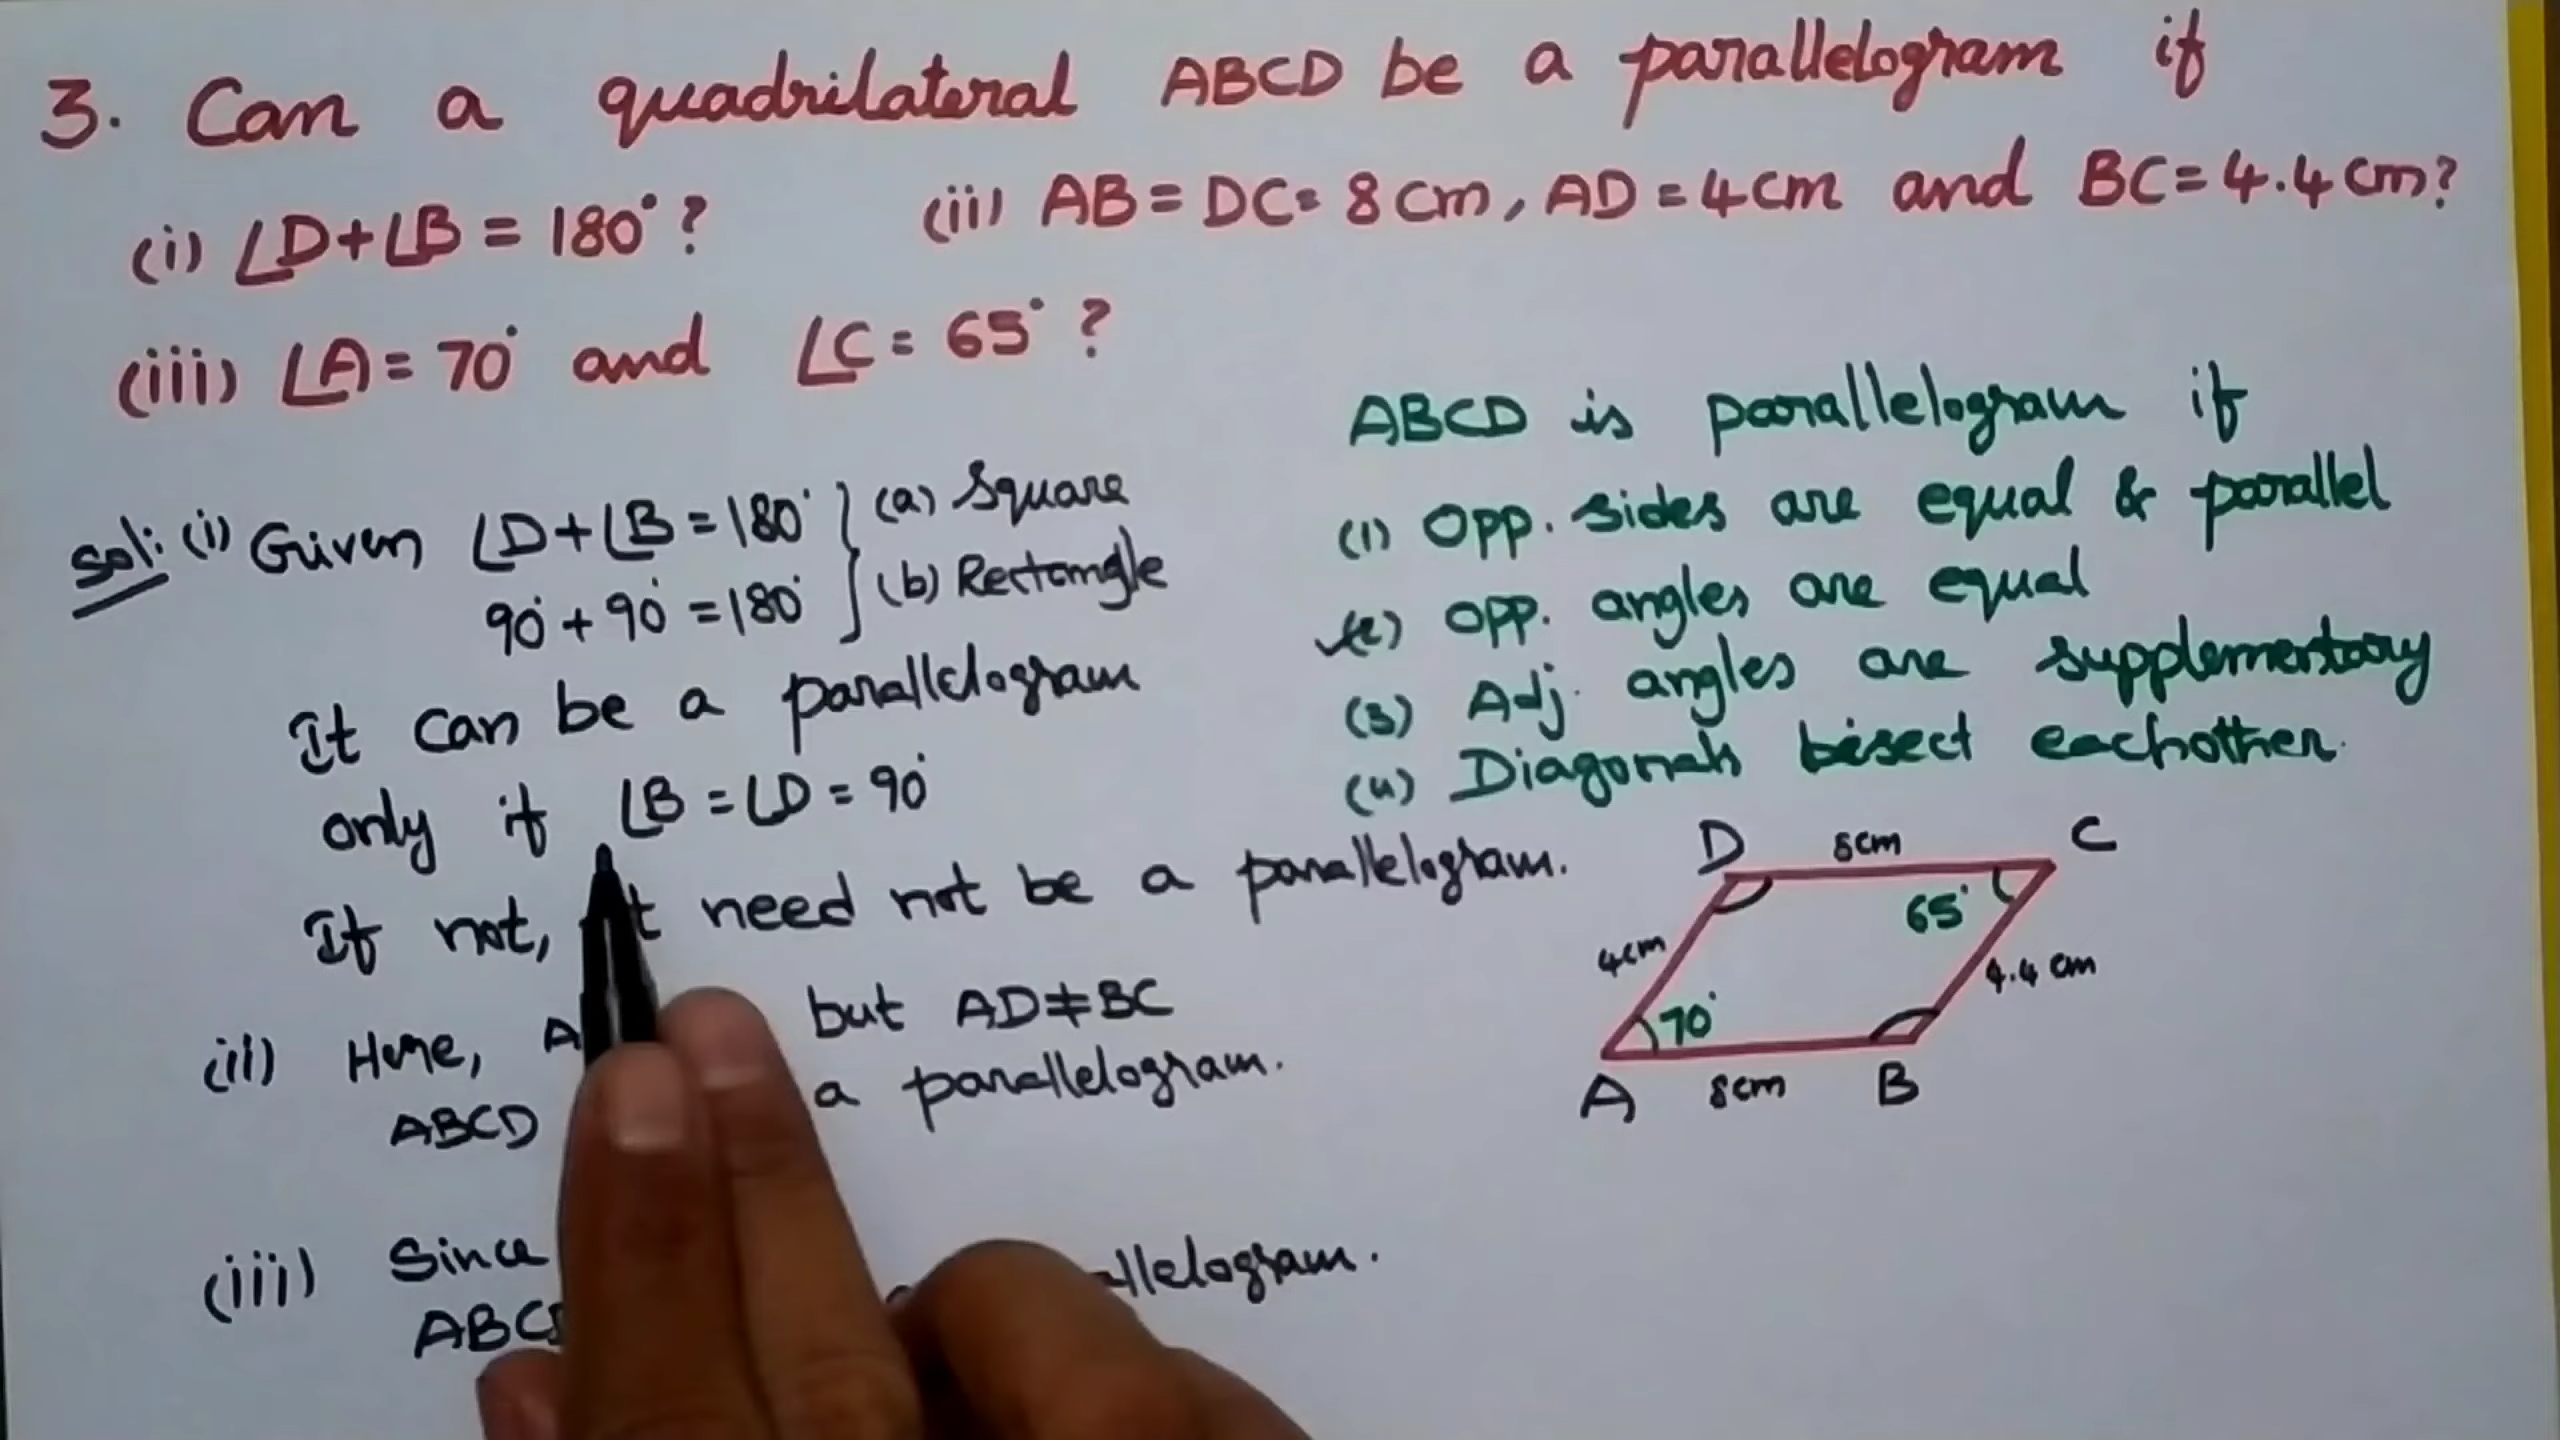 3. Can a quadrilateral ABCD be a parallelogram if
(i) ∠D+∠B = 180° ? (ii) AB = DC = 8 cm, AD = 4 cm and BC = 4.4 cm?
(iii) ∠A = 70° and ∠C = 65° ?
Sol: (i) Given ∠D+∠B = 180° } (a) Square
90° + 90° = 180° (b) Rectangle
It can be a parallelogram
only if ∠B = ∠D = 90°
If not, it need not be a parallelogram.
(ii) Here, A but AD ≠ BC
ABCD a parallelogram.
(iii) Since
ABCD allelogram.
ABCD is parallelogram if
(1) Opp. sides are equal & parallel
(2) Opp. angles are equal
(3) Adj. angles are supplementary
(4) Diagonals bisect eachother.
D 8cm C
65°
4cm 4.4 cm
70°
A 8cm B